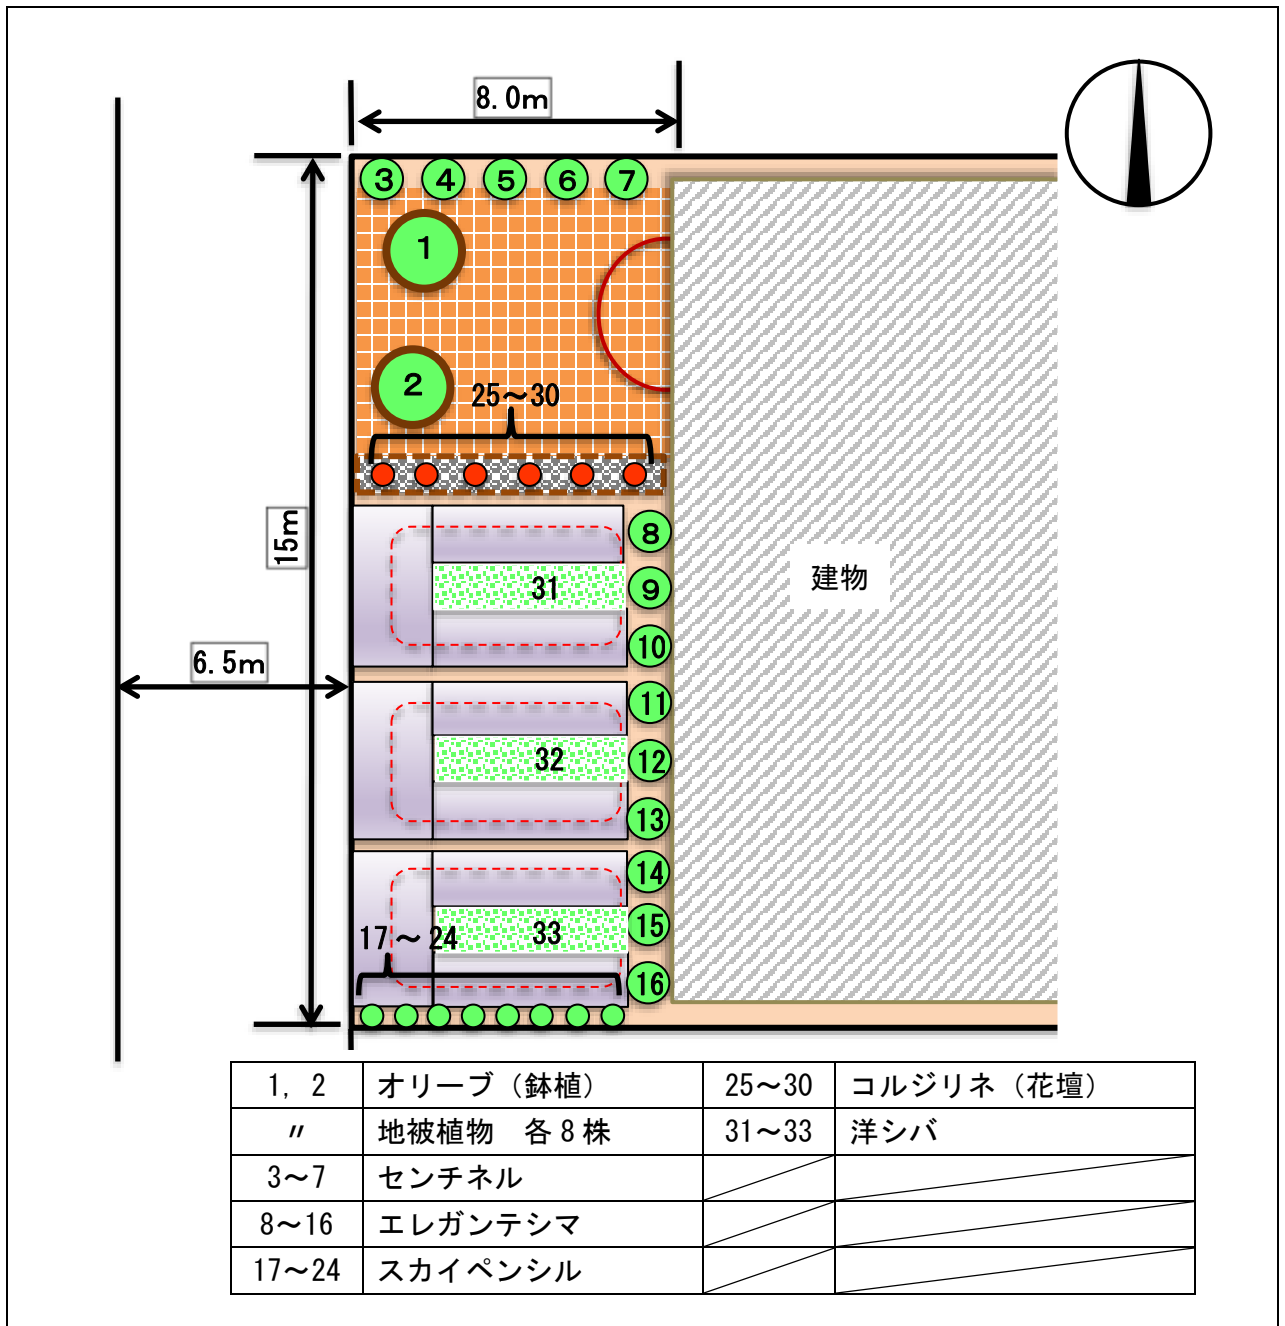 8.0m
3 4 5 6 7
1
2
25～30
15m
8
31
9
建物
10
6.5m
11
32
12
13
14
15
33
17～24
16
1, 2 オリーブ（鉢植） 25～30 コルジリネ（花壇）
〃 地被植物　各8株 31～33 洋シバ
3～7 センチネル
8～16 エレガンテシマ
17～24 スカイペンシル